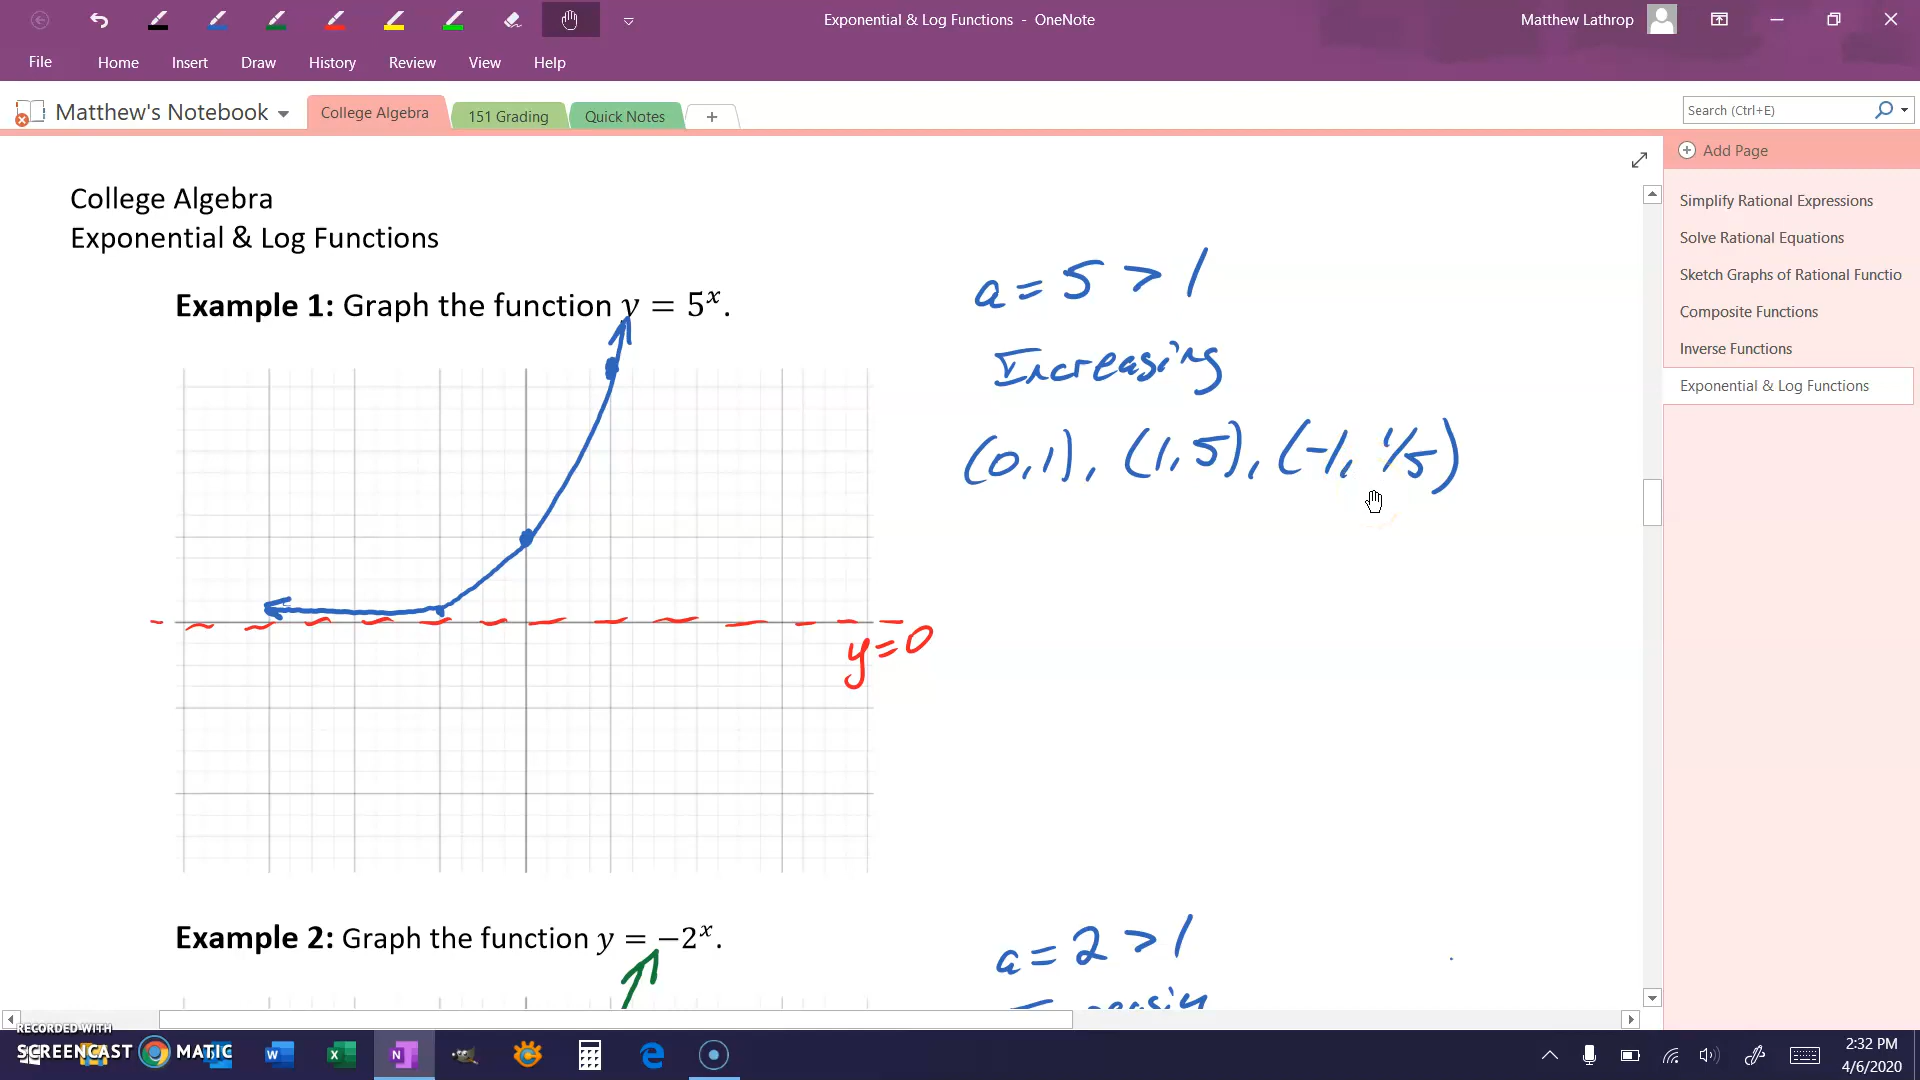 Exponential & Log Functions - OneNote
Matthew Lathrop
File Home Insert Draw History Review View Help
Matthew's Notebook
College Algebra
151 Grading
Quick Notes
+
Search (Ctrl+E)
Add Page
Simplify Rational Expressions
Solve Rational Equations
Sketch Graphs of Rational Functio
Composite Functions
Inverse Functions
Exponential & Log Functions
College Algebra
Exponential & Log Functions
Example 1: Graph the function y = 5ˣ.
a = 5 > 1
Increasing
(0,1), (1,5), (-1, 1/5)
y=0
Example 2: Graph the function y = −2ˣ.
a = 2 > 1
RECORDED WITH
SCREENCAST MATIC
2:32 PM
4/6/2020